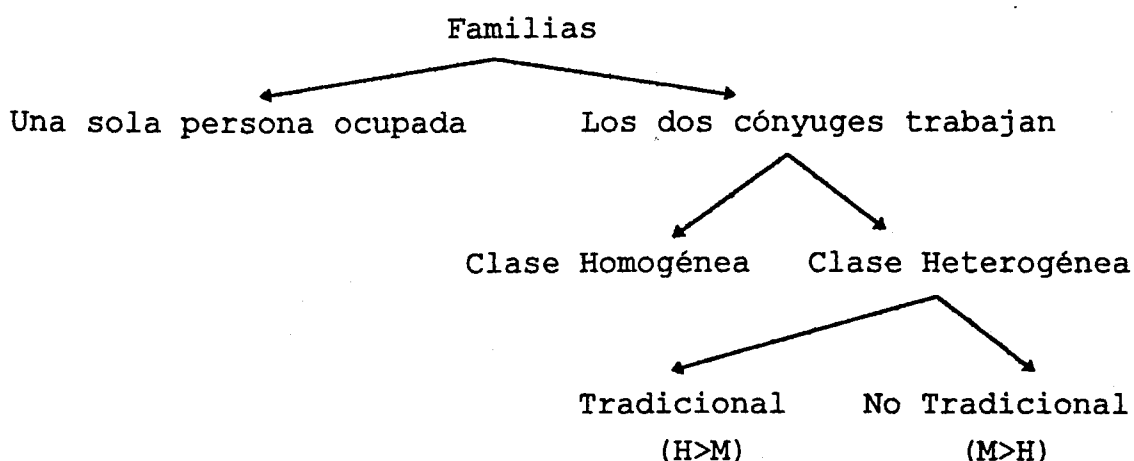 Familias
Una sola persona ocupada
Los dos cónyuges trabajan
Clase Homogénea
Clase Heterogénea
Tradicional
(H>M)
No Tradicional
(M>H)